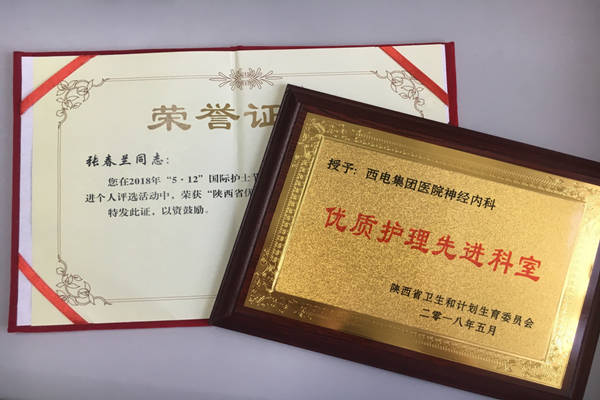 荣誉证
张春兰同志:
您在2018年“5·12”国际护士节
进个人评选活动中,荣获“陕西省优
特发此证,以资鼓励。
授予:西电集团医院神经内科
优质护理先进科室
陕西省卫生和计划生育委员会
二零一八年五月